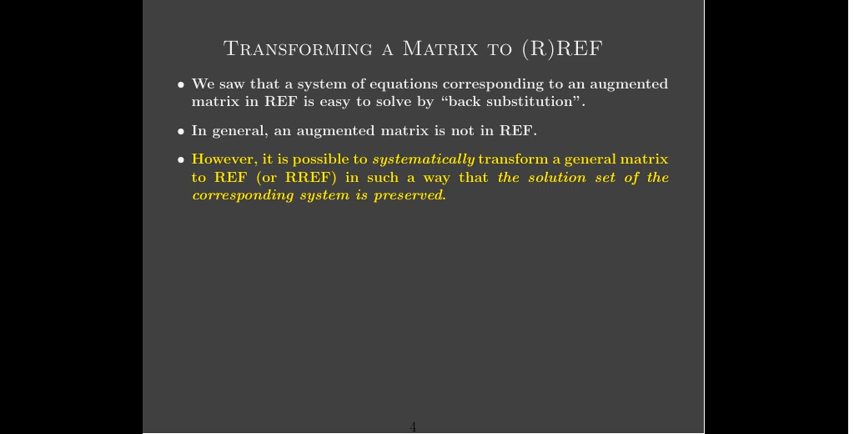 Transforming a Matrix to (R)REF
• We saw that a system of equations corresponding to an augmented
matrix in REF is easy to solve by “back substitution”.
• In general, an augmented matrix is not in REF.
• However, it is possible to systematically transform a general matrix
to REF (or RREF) in such a way that the solution set of the
corresponding system is preserved.
4